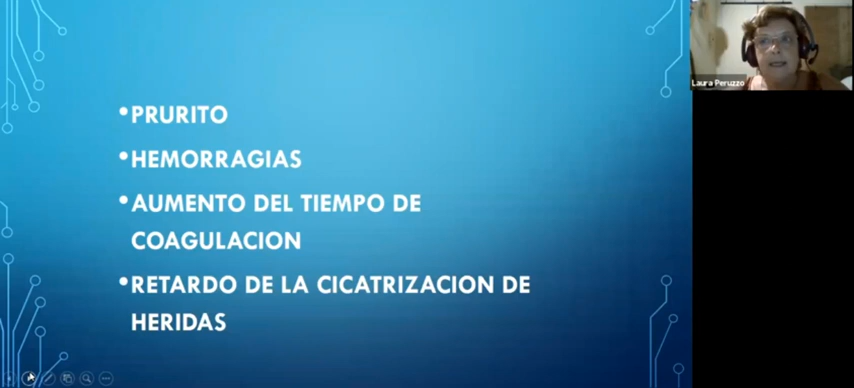 •PRURITO
•HEMORRAGIAS
•AUMENTO DEL TIEMPO DE
COAGULACION
•RETARDO DE LA CICATRIZACION DE
HERIDAS
Laura Peruzzo